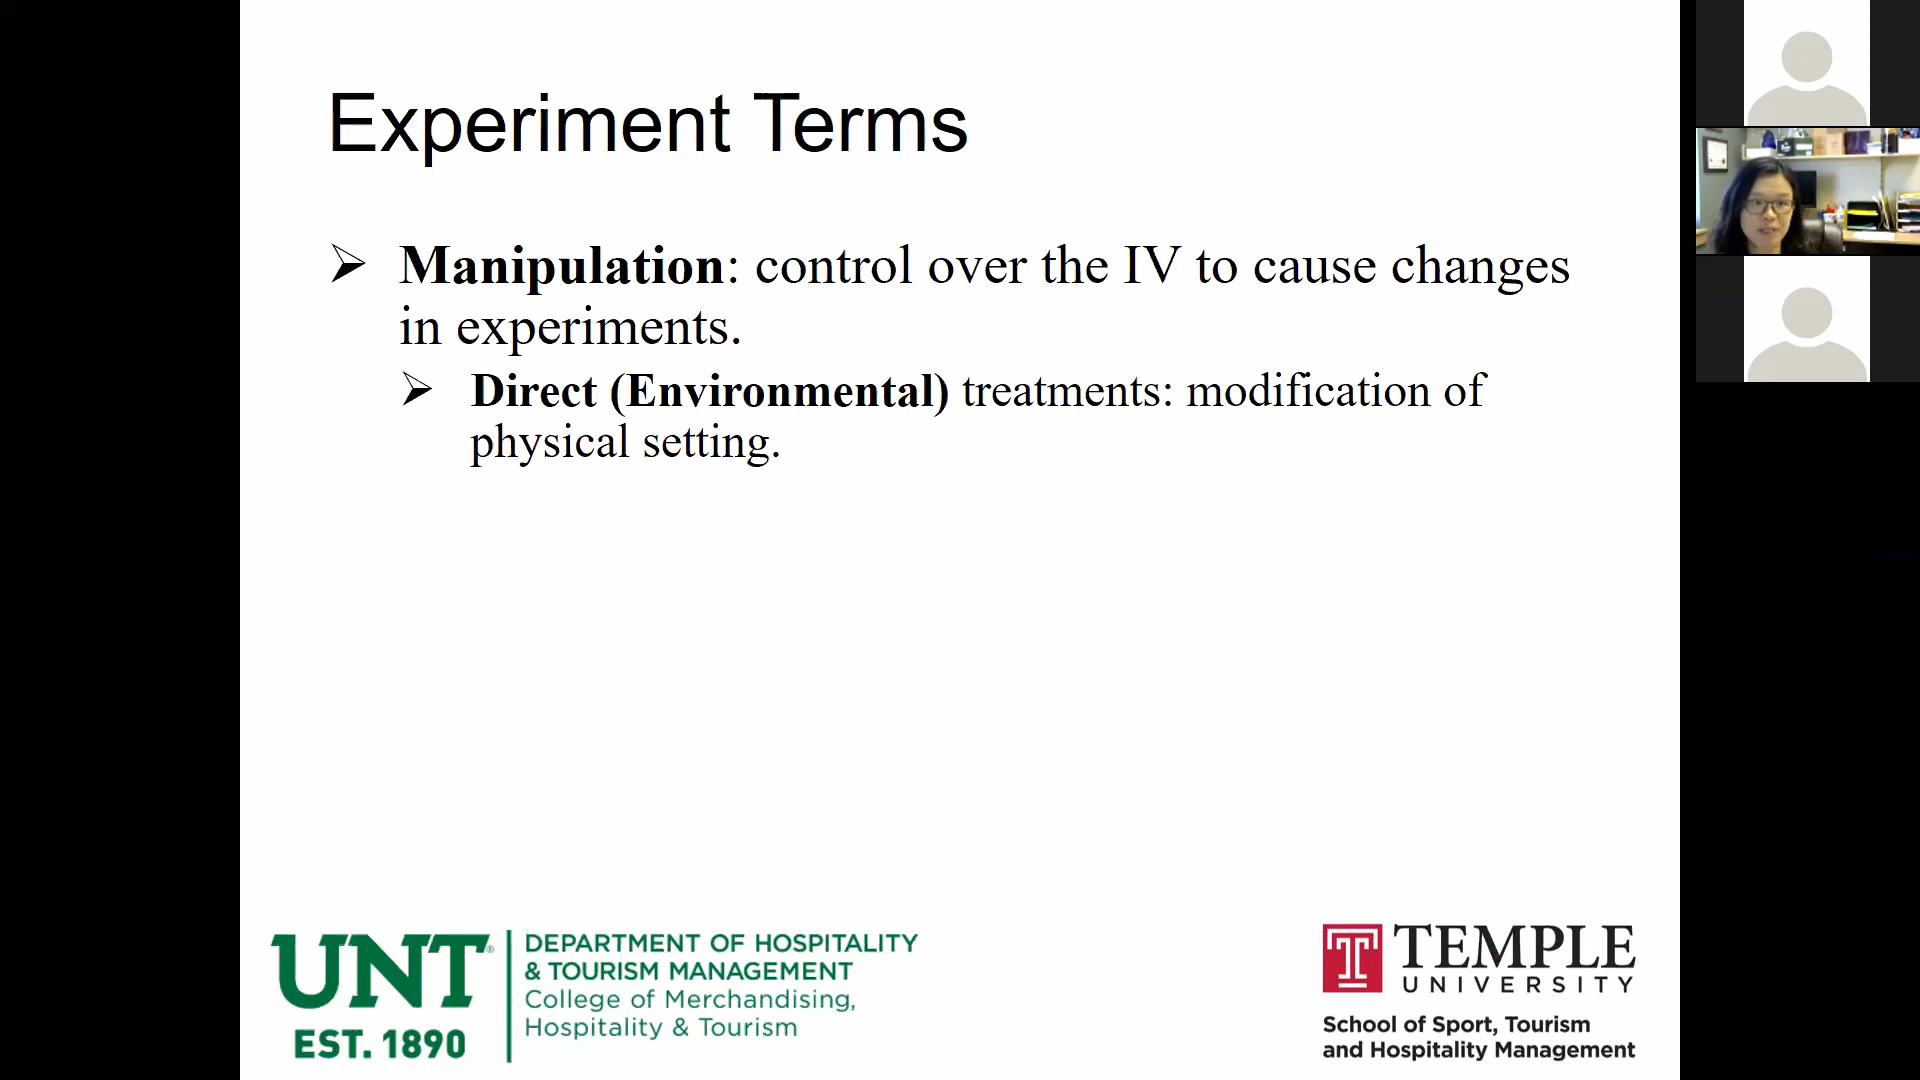 Experiment Terms
➢ Manipulation: control over the IV to cause changes
in experiments.
➢ Direct (Environmental) treatments: modification of
physical setting.
UNT®
EST. 1890
DEPARTMENT OF HOSPITALITY
& TOURISM MANAGEMENT
College of Merchandising,
Hospitality & Tourism
TEMPLE
UNIVERSITY
School of Sport, Tourism
and Hospitality Management